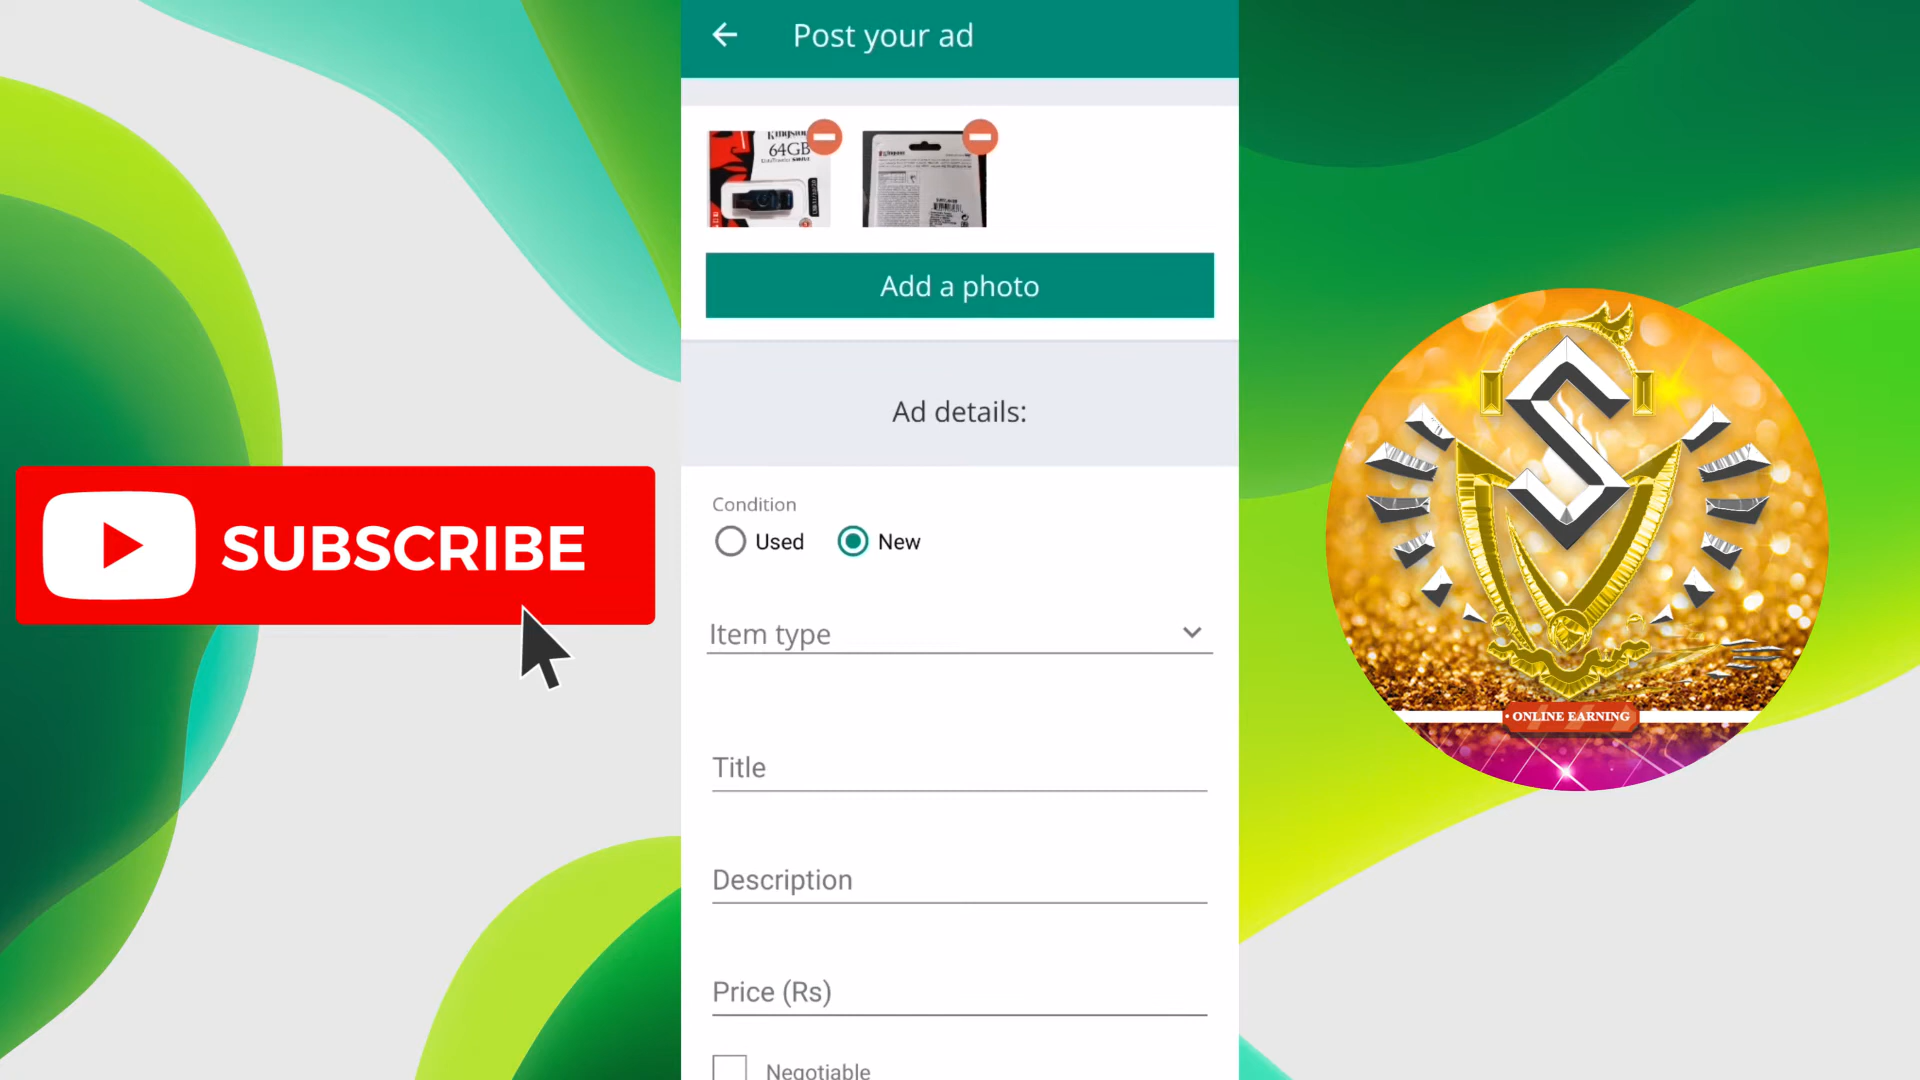 Post your ad
Kingston
64GB
Add a photo
Ad details:
Condition
Used
New
Item type
Title
Description
Price (Rs)
Negotiable
SUBSCRIBE
S
• ONLINE EARNING